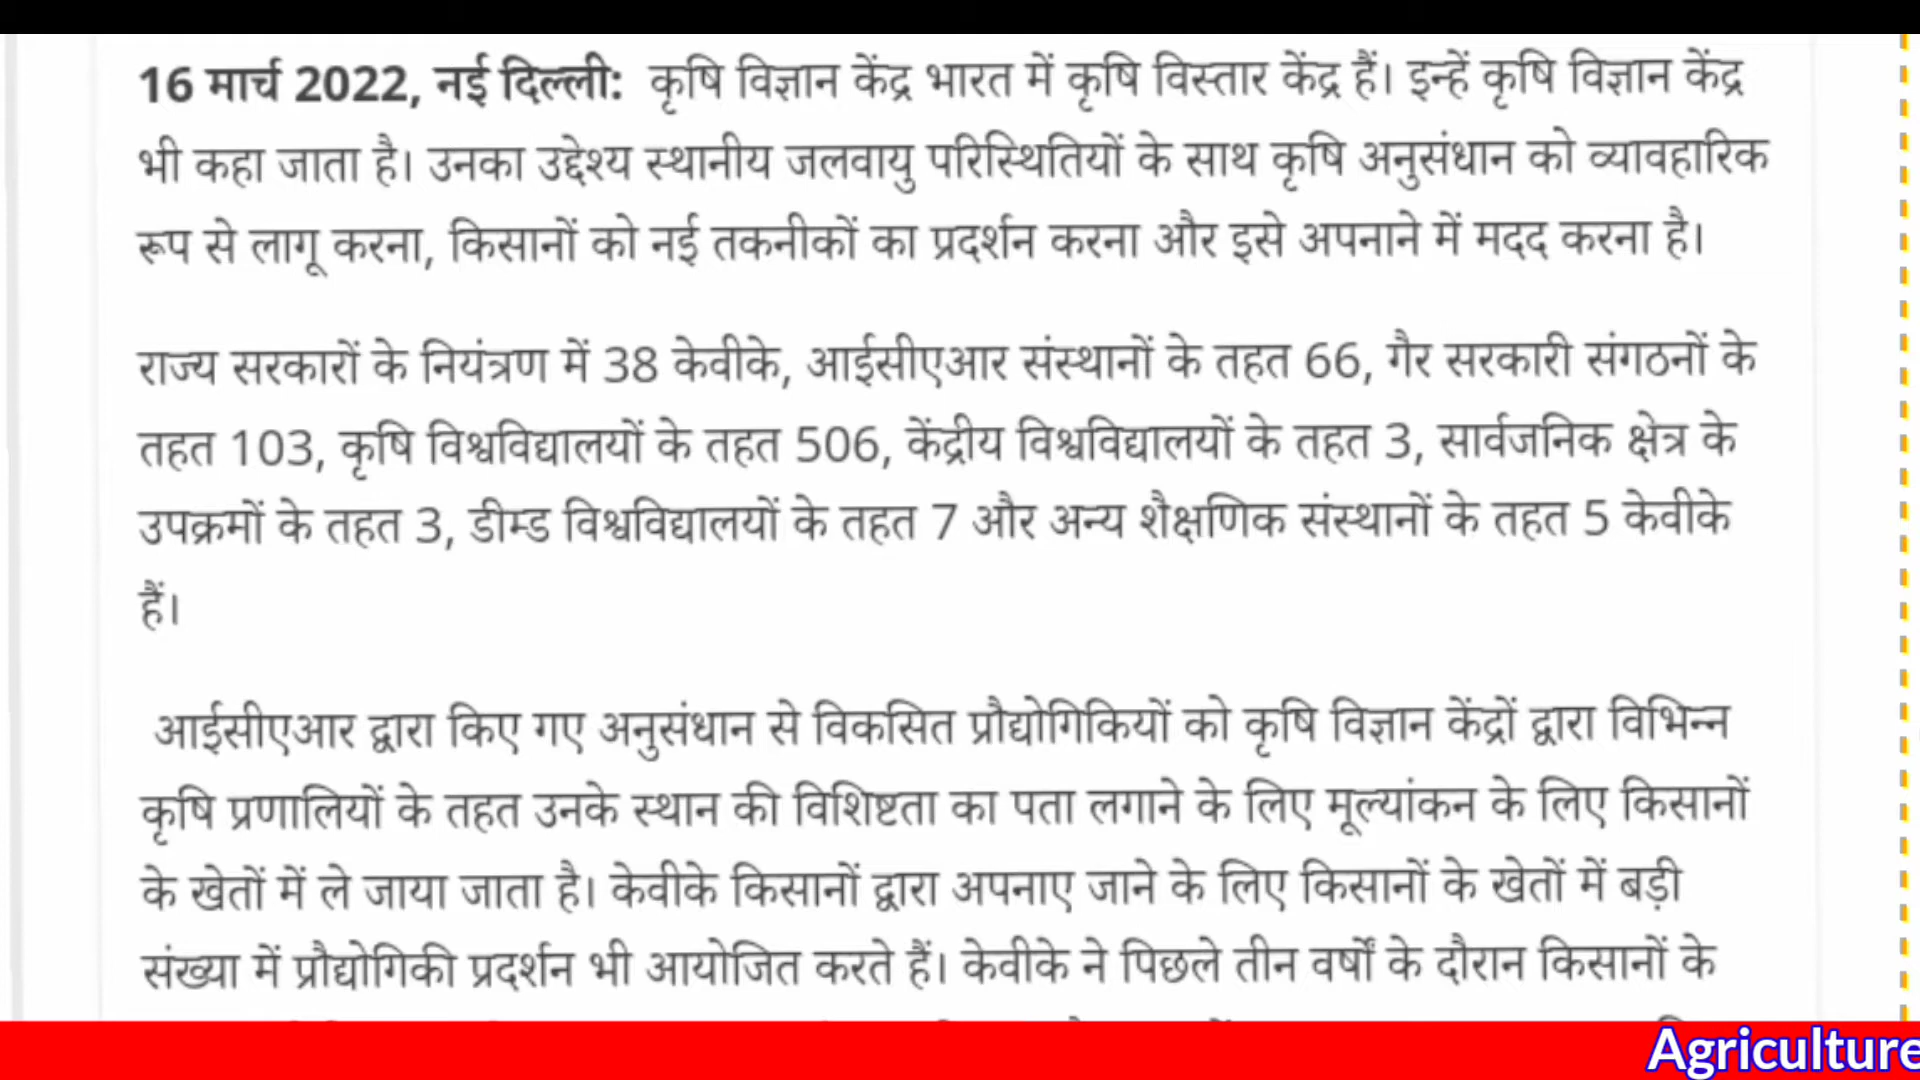 16 मार्च 2022, नई दिल्ली: कृषि विज्ञान केंद्र भारत में कृषि विस्तार केंद्र हैं। इन्हें कृषि विज्ञान केंद्र
भी कहा जाता है। उनका उद्देश्य स्थानीय जलवायु परिस्थितियों के साथ कृषि अनुसंधान को व्यावहारिक
रूप से लागू करना, किसानों को नई तकनीकों का प्रदर्शन करना और इसे अपनाने में मदद करना है।
राज्य सरकारों के नियंत्रण में 38 केवीके, आईसीएआर संस्थानों के तहत 66, गैर सरकारी संगठनों के
तहत 103, कृषि विश्वविद्यालयों के तहत 506, केंद्रीय विश्वविद्यालयों के तहत 3, सार्वजनिक क्षेत्र के
उपक्रमों के तहत 3, डीम्ड विश्वविद्यालयों के तहत 7 और अन्य शैक्षणिक संस्थानों के तहत 5 केवीके
हैं।
आईसीएआर द्वारा किए गए अनुसंधान से विकसित प्रौद्योगिकियों को कृषि विज्ञान केंद्रों द्वारा विभिन्न
कृषि प्रणालियों के तहत उनके स्थान की विशिष्टता का पता लगाने के लिए मूल्यांकन के लिए किसानों
के खेतों में ले जाया जाता है। केवीके किसानों द्वारा अपनाए जाने के लिए किसानों के खेतों में बड़ी
संख्या में प्रौद्योगिकी प्रदर्शन भी आयोजित करते हैं। केवीके ने पिछले तीन वर्षों के दौरान किसानों के
Agriculture